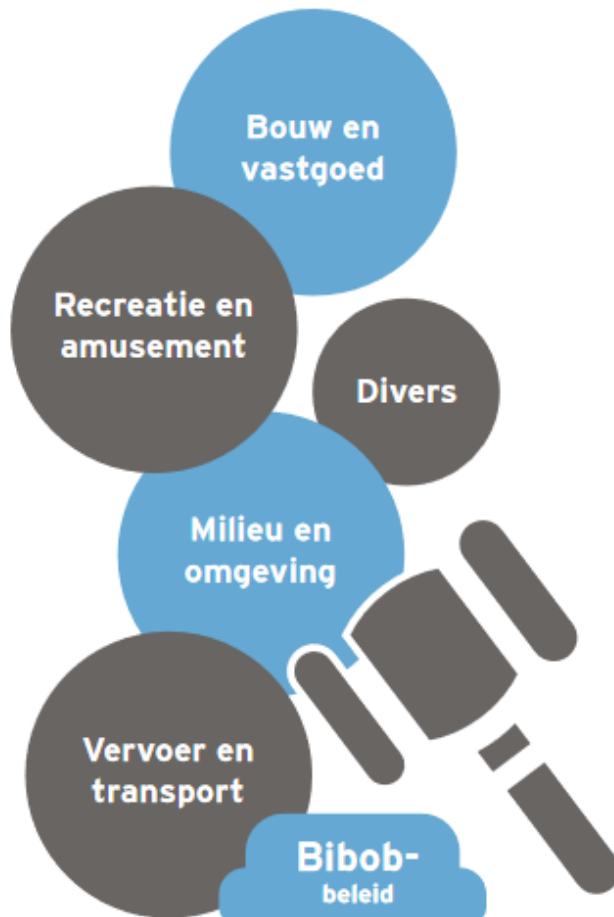 Bouw en
vastgoed
Recreatie en
amusement
Divers
Milieu en
omgeving
Vervoer en
transport
Bibob-
beleid